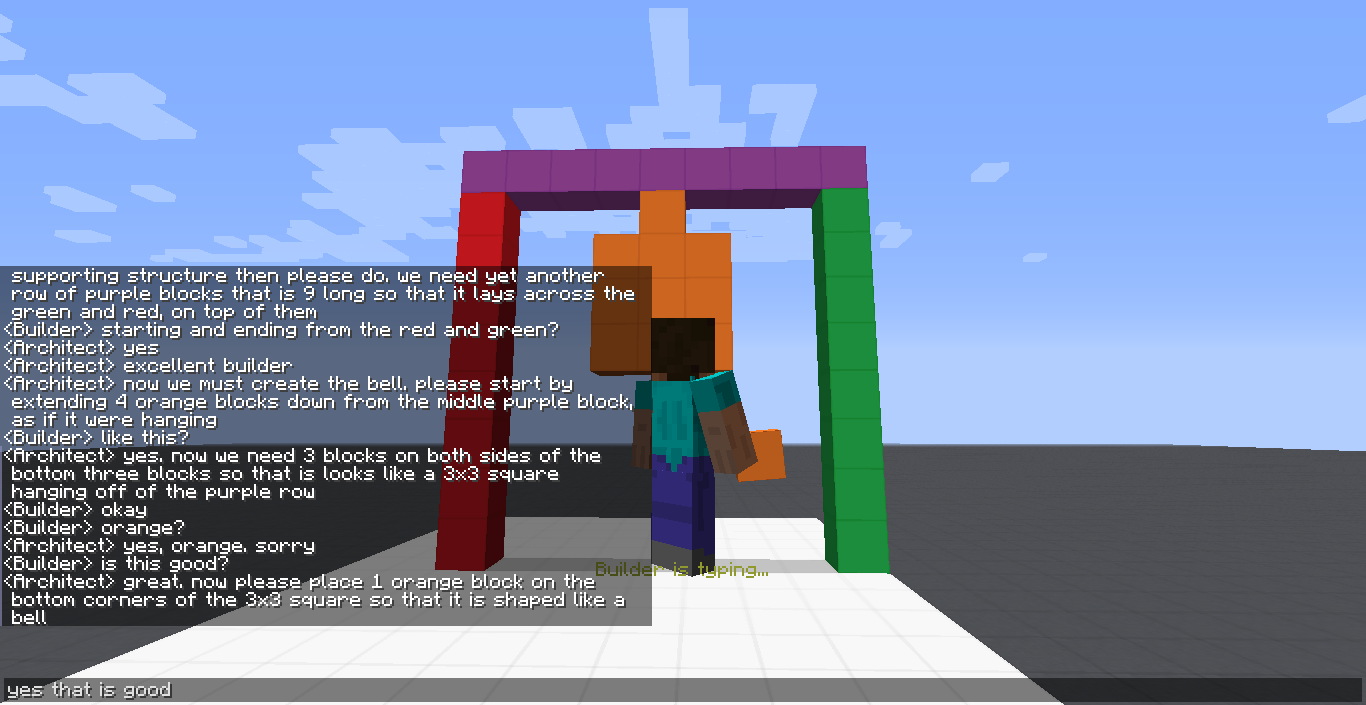 supporting structure then please do. we need yet another
row of purple blocks that is 9 long so that it lays across the
green and red, on top of them
<Builder> starting and ending from the red and green?
<Architect> yes
<Architect> excellent builder
<Architect> now we must create the bell. please start by
extending 4 orange blocks down from the middle purple block,
as if it were hanging
<Builder> like this?
<Architect> yes. now we need 3 blocks on both sides of the
bottom three blocks so that is looks like a 3x3 square
hanging off of the purple row
<Builder> okay
<Builder> orange?
<Architect> yes, orange. sorry
<Builder> is this good?
<Architect> great. now please place 1 orange block on the
bottom corners of the 3x3 square so that it is shaped like a
bell
Builder is typing...
yes that is good